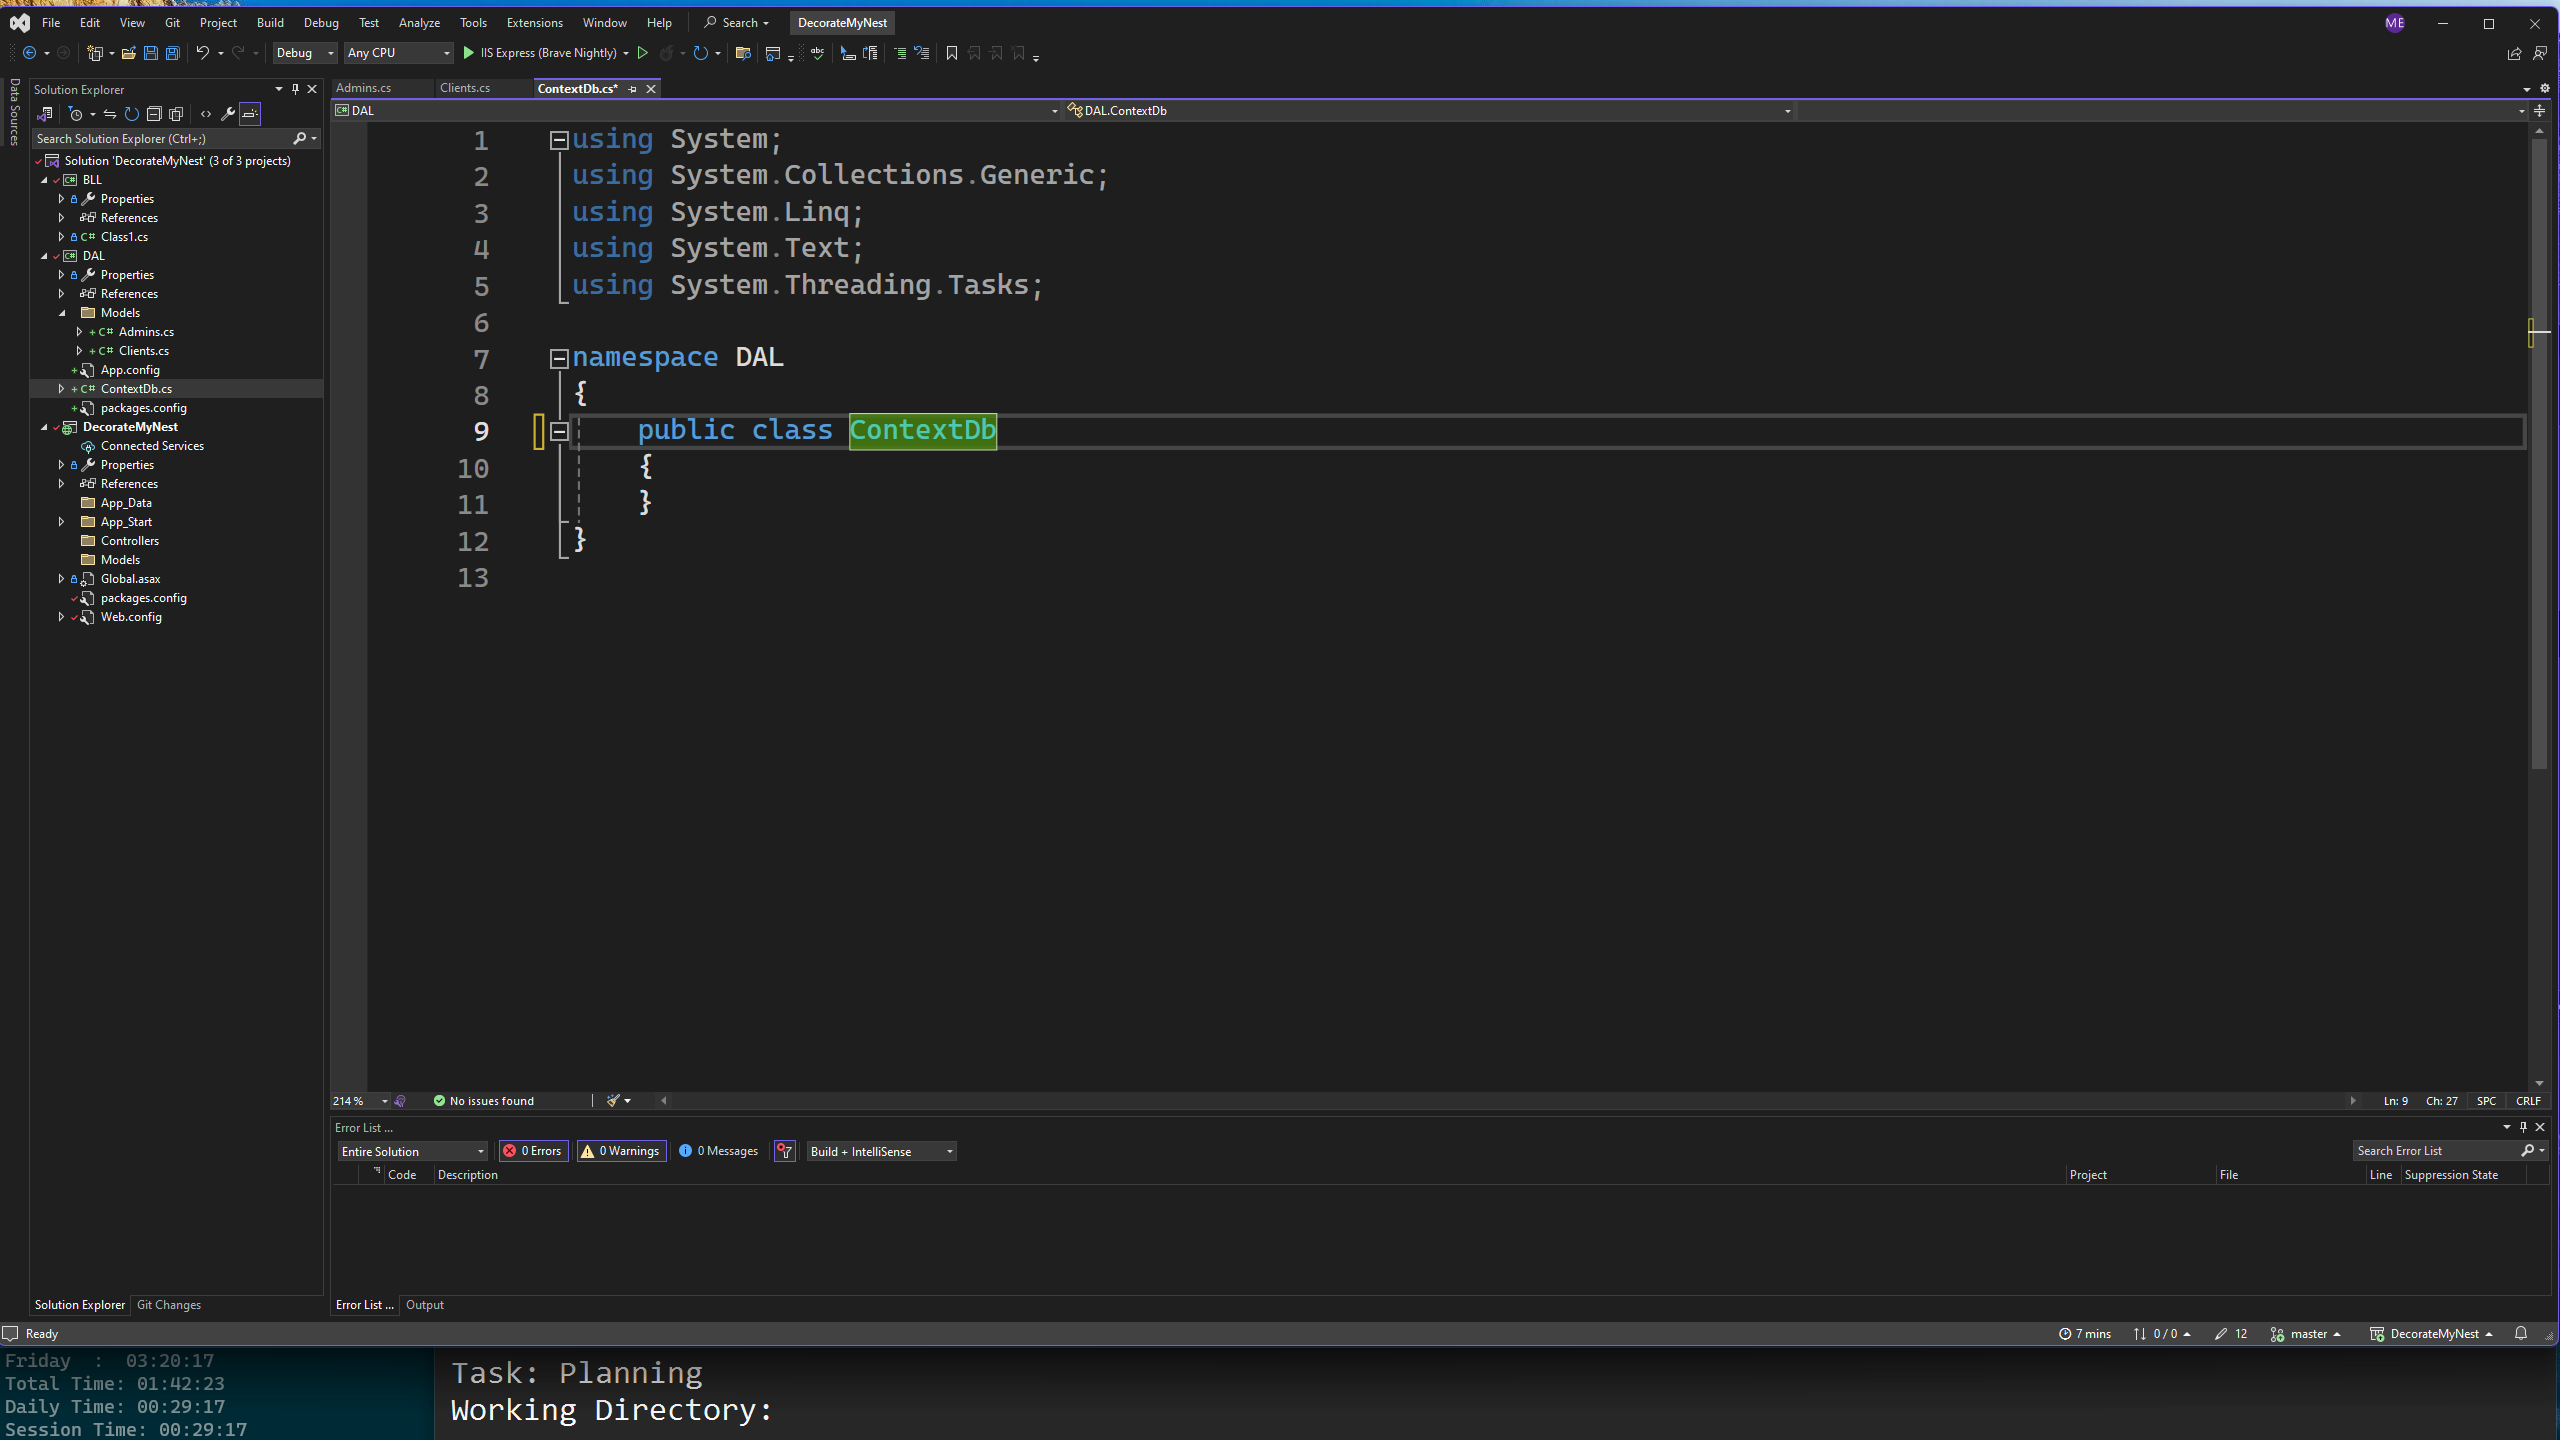 File Edit View Git Project Build Debug Test Analyze Tools Extensions Window Help Search DecorateMyNest ME
Debug Any CPU IIS Express (Brave Nightly) abc
Data Sources
Solution Explorer
Search Solution Explorer (Ctrl+;)
Solution 'DecorateMyNest' (3 of 3 projects)
BLL
Properties
References
C# Class1.cs
DAL
Properties
References
Models
C# Admins.cs
C# Clients.cs
App.config
C# ContextDb.cs
packages.config
DecorateMyNest
Connected Services
Properties
References
App_Data
App_Start
Controllers
Models
Global.asax
packages.config
Web.config
Solution Explorer Git Changes
Admins.cs Clients.cs ContextDb.cs*
C# DAL DAL.ContextDb
1 using System;
2 using System.Collections.Generic;
3 using System.Linq;
4 using System.Text;
5 using System.Threading.Tasks;
6
7 namespace DAL
8 {
9 public class ContextDb
10 {
11 }
12 }
13
214 % No issues found Ln: 9 Ch: 27 SPC CRLF
Error List ...
Entire Solution 0 Errors 0 Warnings 0 Messages Build + IntelliSense Search Error List
Code Description Project File Line Suppression State
Error List ... Output
Ready 7 mins 0 / 0 12 master DecorateMyNest
Friday : 03:20:17
Total Time: 01:42:23
Daily Time: 00:29:17
Session Time: 00:29:17
Task: Planning
Working Directory: